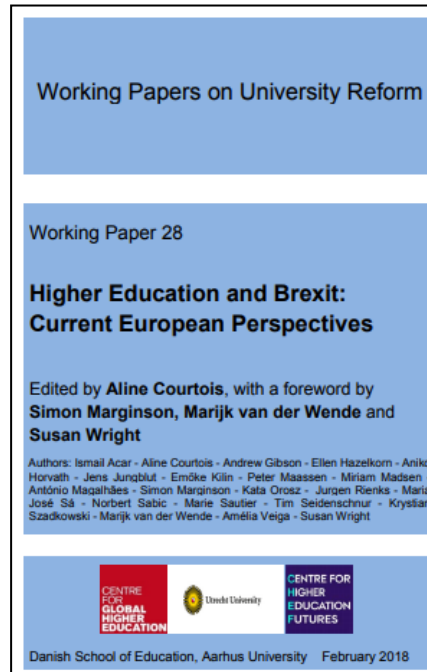 Working Papers on University Reform
Working Paper 28
Higher Education and Brexit:
Current European Perspectives
Edited by Aline Courtois, with a foreword by
Simon Marginson, Marijk van der Wende and
Susan Wright
Authors: Ismail Acar - Aline Courtois - Andrew Gibson - Ellen Hazelkorn - Anikó
Horvath - Jens Jungblut - Emőke Kilin - Peter Maassen - Miriam Madsen -
António Magalhães - Simon Marginson - Kata Orosz - Jurgen Rienks - Maria
José Sá - Norbert Sabic - Marie Sautier - Tim Seidenschnur - Krystian
Szadkowski - Marijk van der Wende - Amélia Veiga - Susan Wright
CENTRE
FOR
GLOBAL
HIGHER
EDUCATION
Utrecht University
CENTRE FOR
HIGHER
EDUCATION
FUTURES
Danish School of Education, Aarhus University February 2018